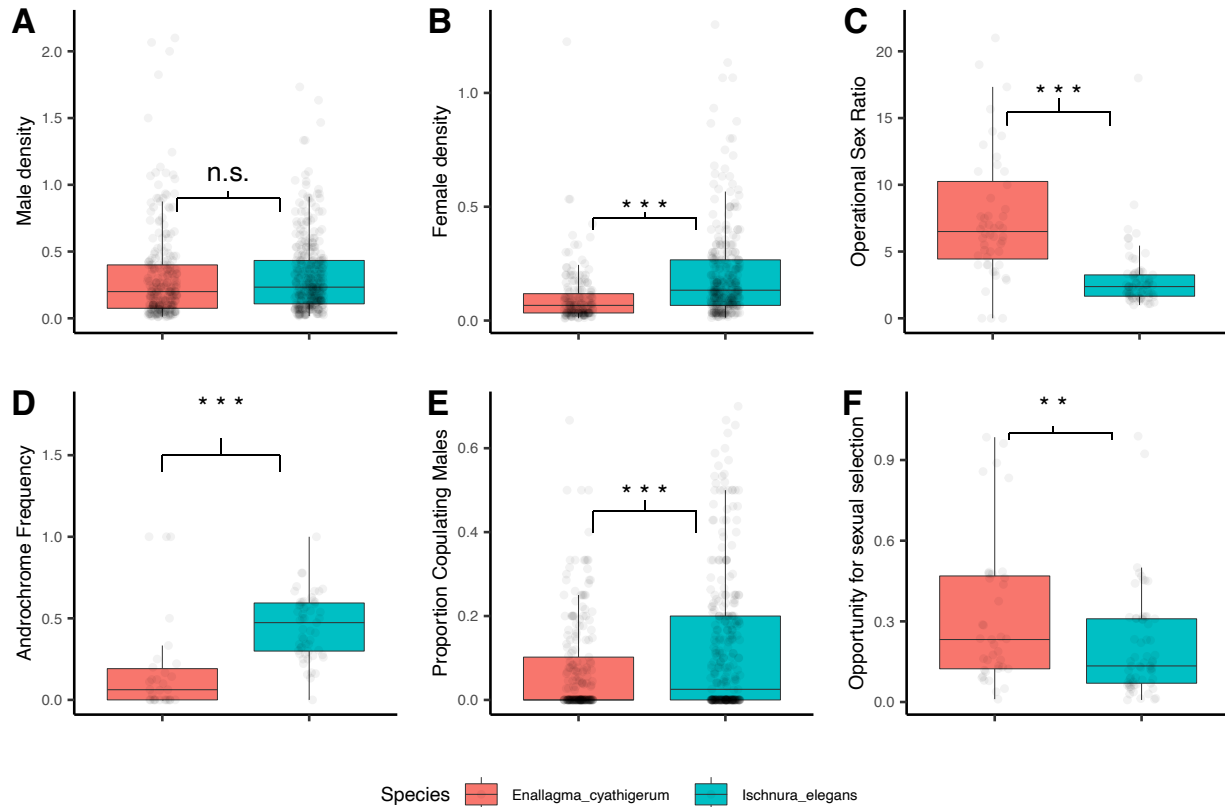 A
Male density
2.0
1.5
1.0
0.5
0.0
n.s.
B
Female density
1.0
0.5
0.0
* * *
C
Operational Sex Ratio
20
15
10
5
0
* * *
D
Androchrome Frequency
1.5
1.0
0.5
0.0
* * *
E
Proportion Copulating Males
0.6
0.4
0.2
0.0
* * *
F
Opportunity for sexual selection
0.9
0.6
0.3
0.0
* *
Species
Enallagma_cyathigerum
Ischnura_elegans